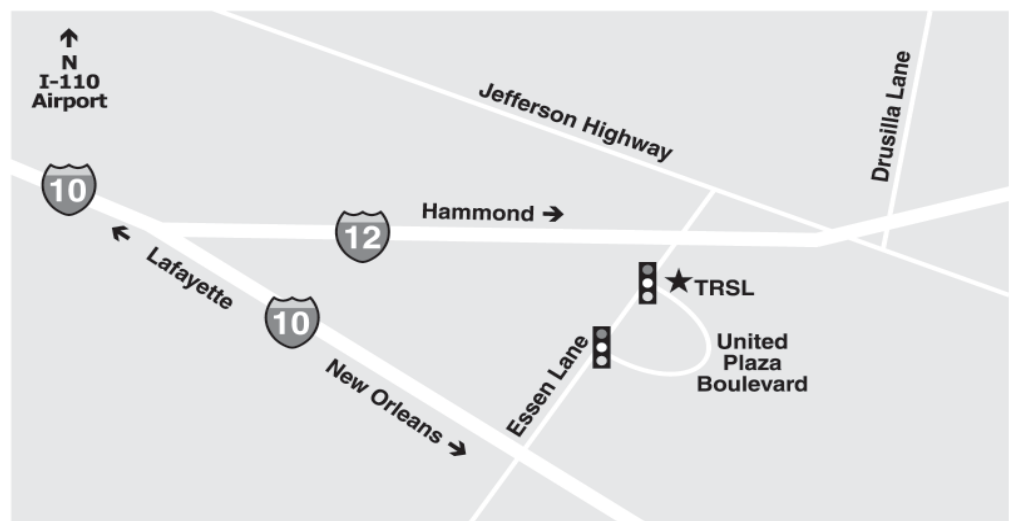 N
I-110
Airport
Jefferson Highway
Drusilla Lane
10
Hammond
12
Lafayette
10
TRSL
New Orleans
Essen Lane
United
Plaza
Boulevard